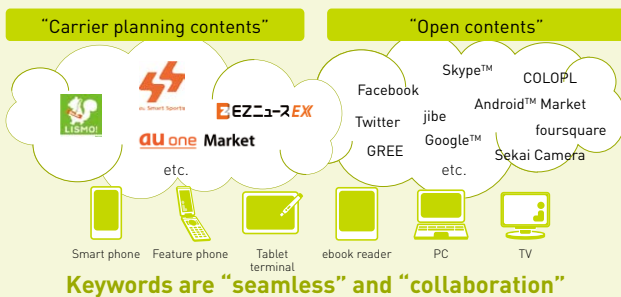 “Carrier planning contents”
“Open contents”
LISMO!
au Smart Sports
EZニュースEX
au one Market
etc.
Skype™
COLOPL
Facebook
Android™ Market
Twitter
jibe
foursquare
Google™
GREE
Sekai Camera
etc.
Smart phone
Feature phone
Tablet
terminal
ebook reader
PC
TV
Keywords are “seamless” and “collaboration”